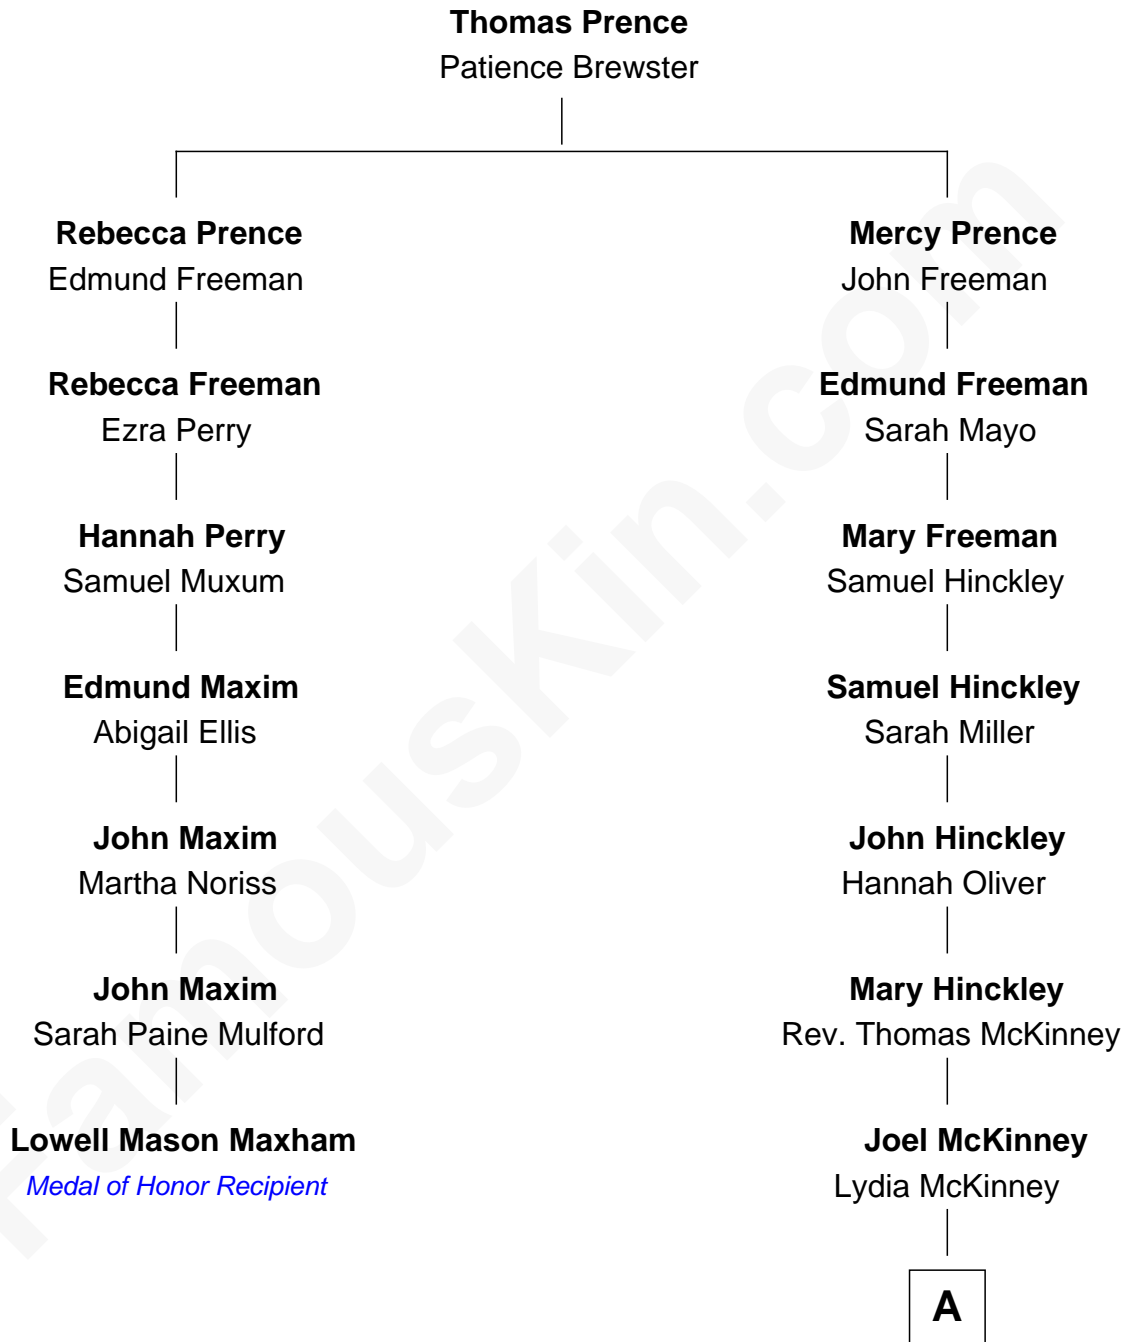 Thomas Prence
Patience Brewster
Rebecca Prence
Edmund Freeman
Rebecca Freeman
Ezra Perry
Hannah Perry
Samuel Muxum
Edmund Maxim
Abigail Ellis
John Maxim
Martha Noriss
John Maxim
Sarah Paine Mulford
Lowell Mason Maxham
Medal of Honor Recipient
Mercy Prence
John Freeman
Edmund Freeman
Sarah Mayo
Mary Freeman
Samuel Hinckley
Samuel Hinckley
Sarah Miller
John Hinckley
Hannah Oliver
Mary Hinckley
Rev. Thomas McKinney
Joel McKinney
Lydia McKinney
A
FamousKin.com